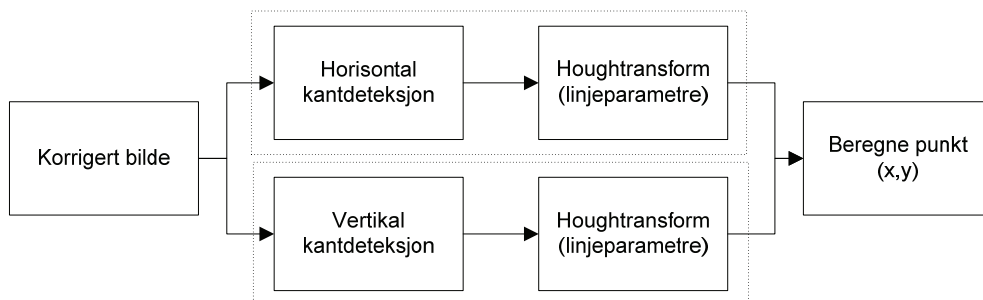 Korrigert bilde
Horisontal
kantdeteksjon
Houghtransform
(linjeparametre)
Vertikal
kantdeteksjon
Houghtransform
(linjeparametre)
Beregne punkt
(x,y)